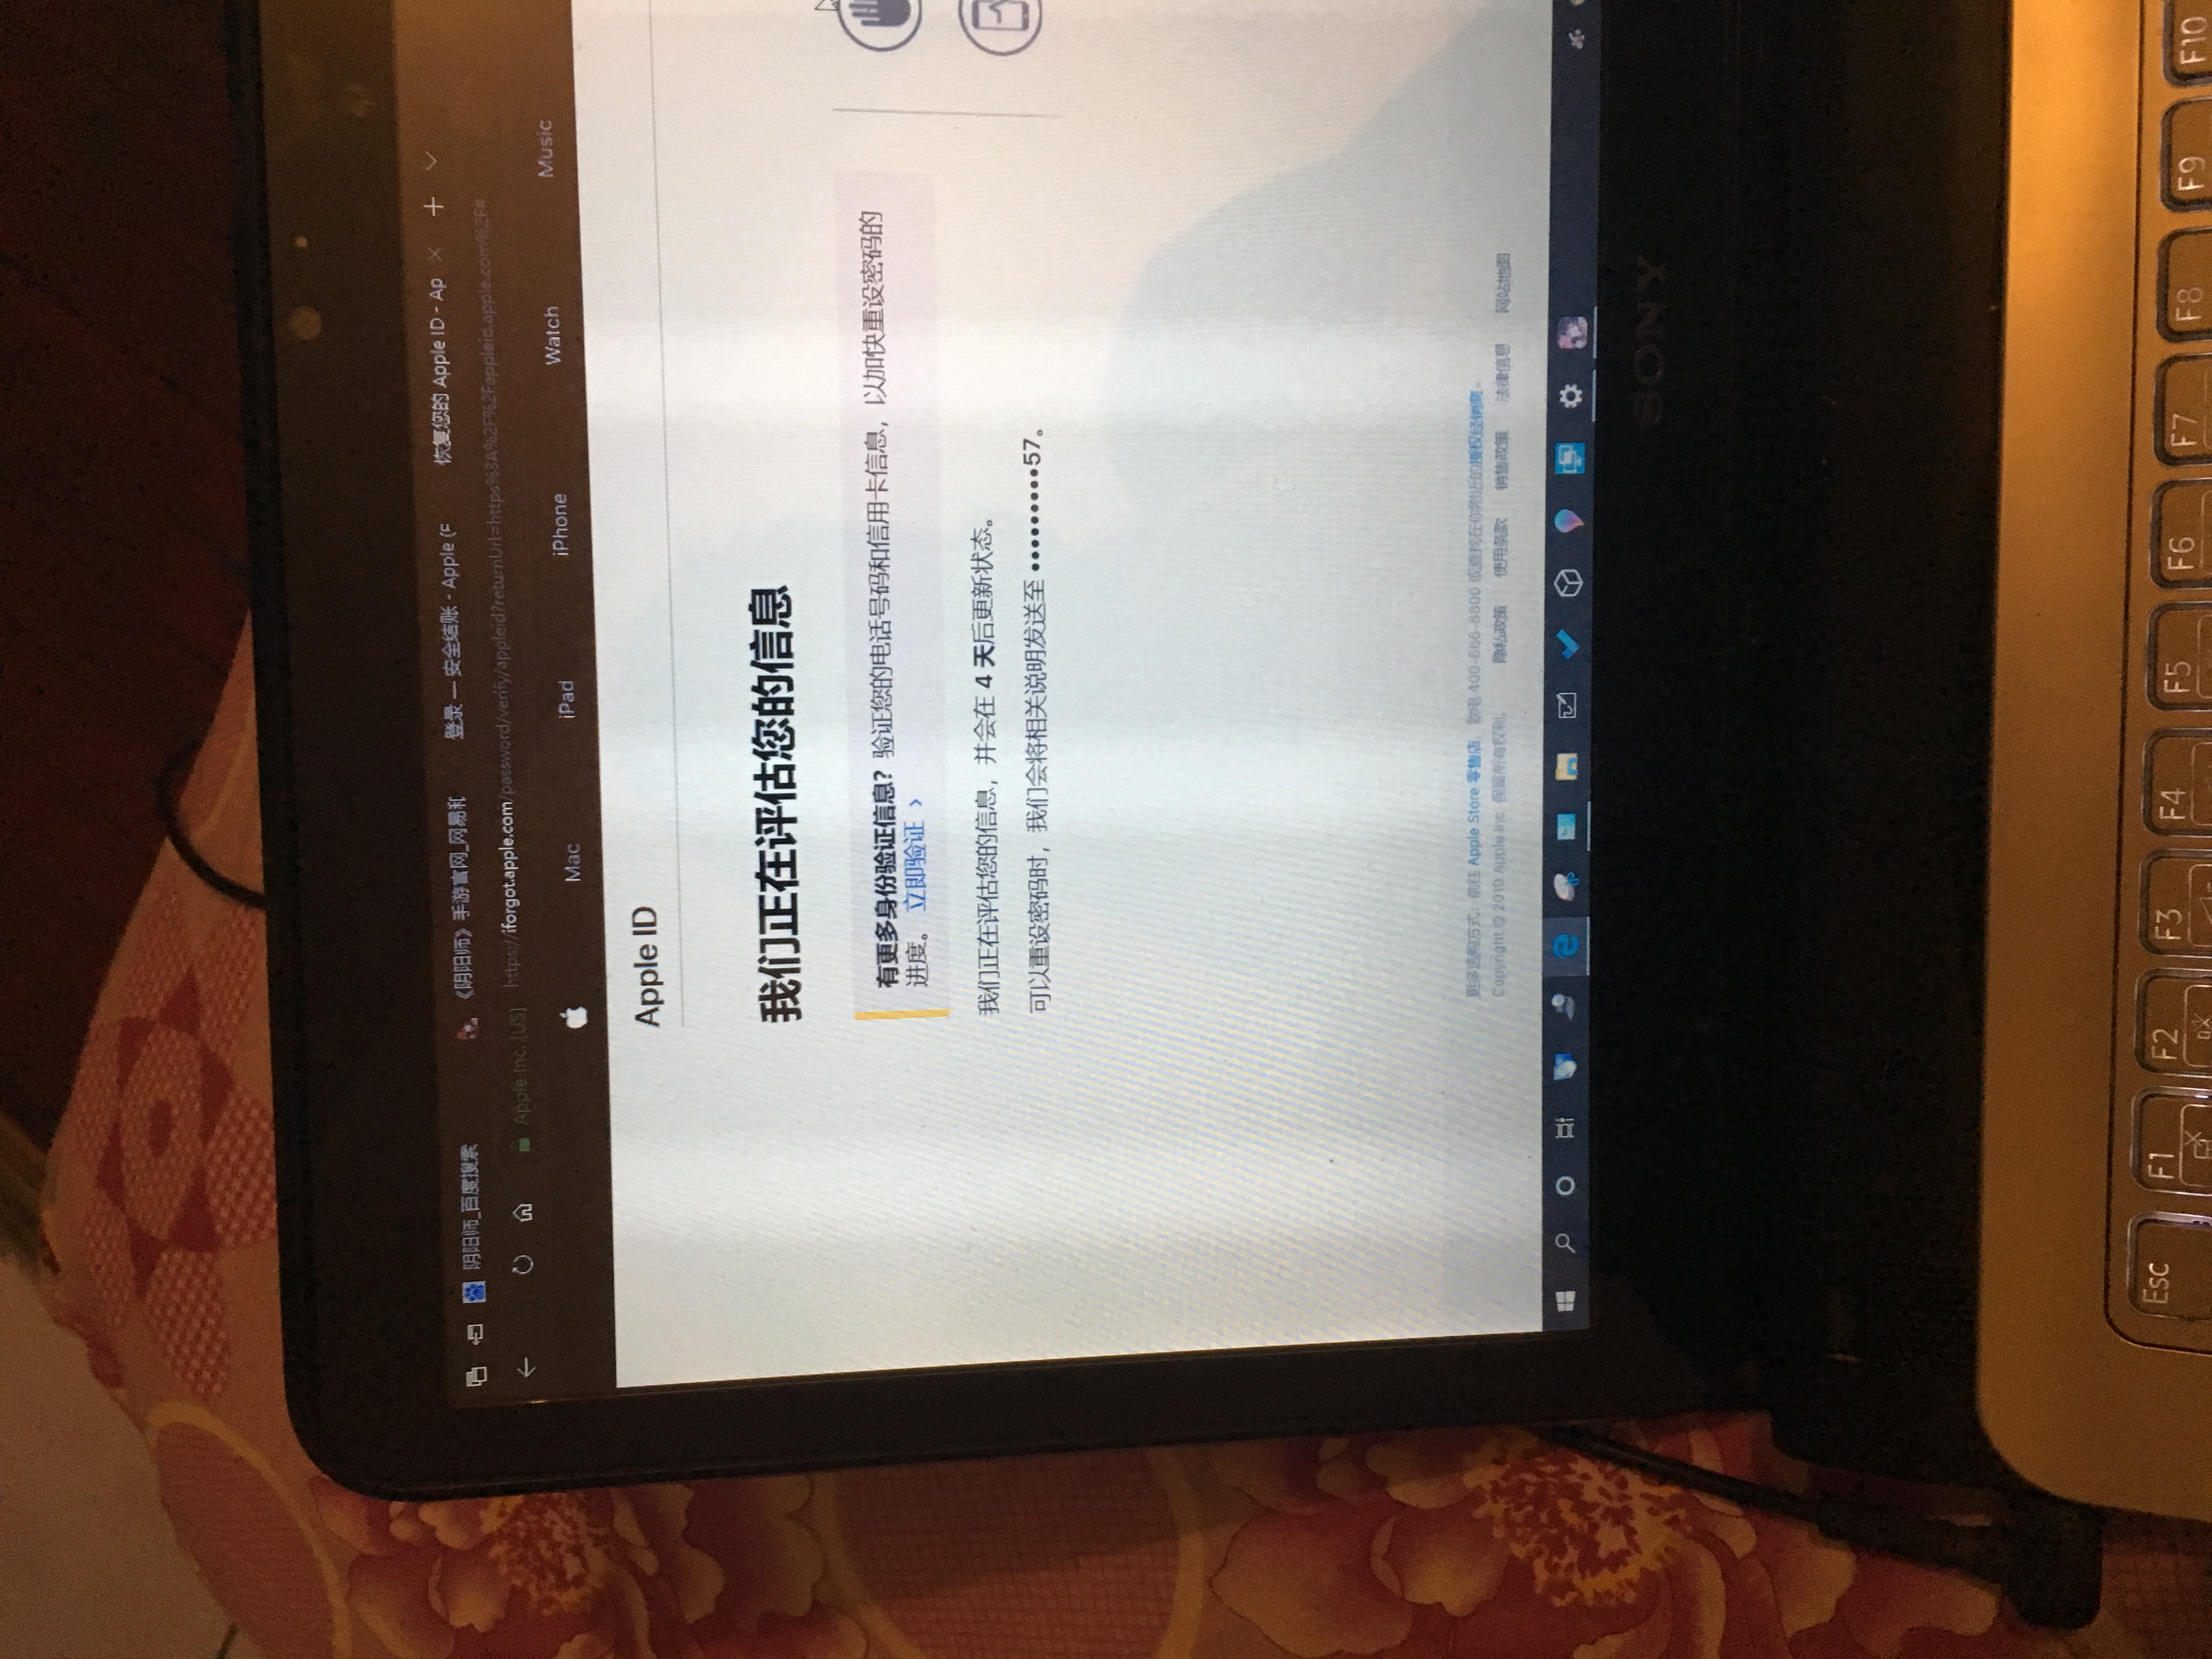 阴阳师_百度搜索
《阴阳师》手游官网_网易和
登录 — 安全结账 - Apple (F
恢复您的 Apple ID - Ap
Apple Inc. [US]
https://iforgot.apple.com/password/verify/appleid?returnUrl=https%3A%2F%2Fappleid.apple.com%2F#
Mac
iPad
iPhone
Watch
Music
Apple ID
我们正在评估您的信息
有更多身份验证信息？验证您的电话号码和信用卡信息，以加快重设密码的
进度。 立即验证 >
我们正在评估您的信息，并会在 4 天后更新状态。
可以重设密码时，我们会将相关说明发送至 •••••••••57。
更多选购方式：前往 Apple Store 零售店，致电 400-666-8800 或查找在你附近的授权经销商。
Copyright © 2019 Apple Inc. 保留所有权利。
隐私政策
使用条款
销售政策
法律信息
网站地图
SONY
Esc
F1
F2
F3
F4
F5
F6
F7
F8
F9
F10